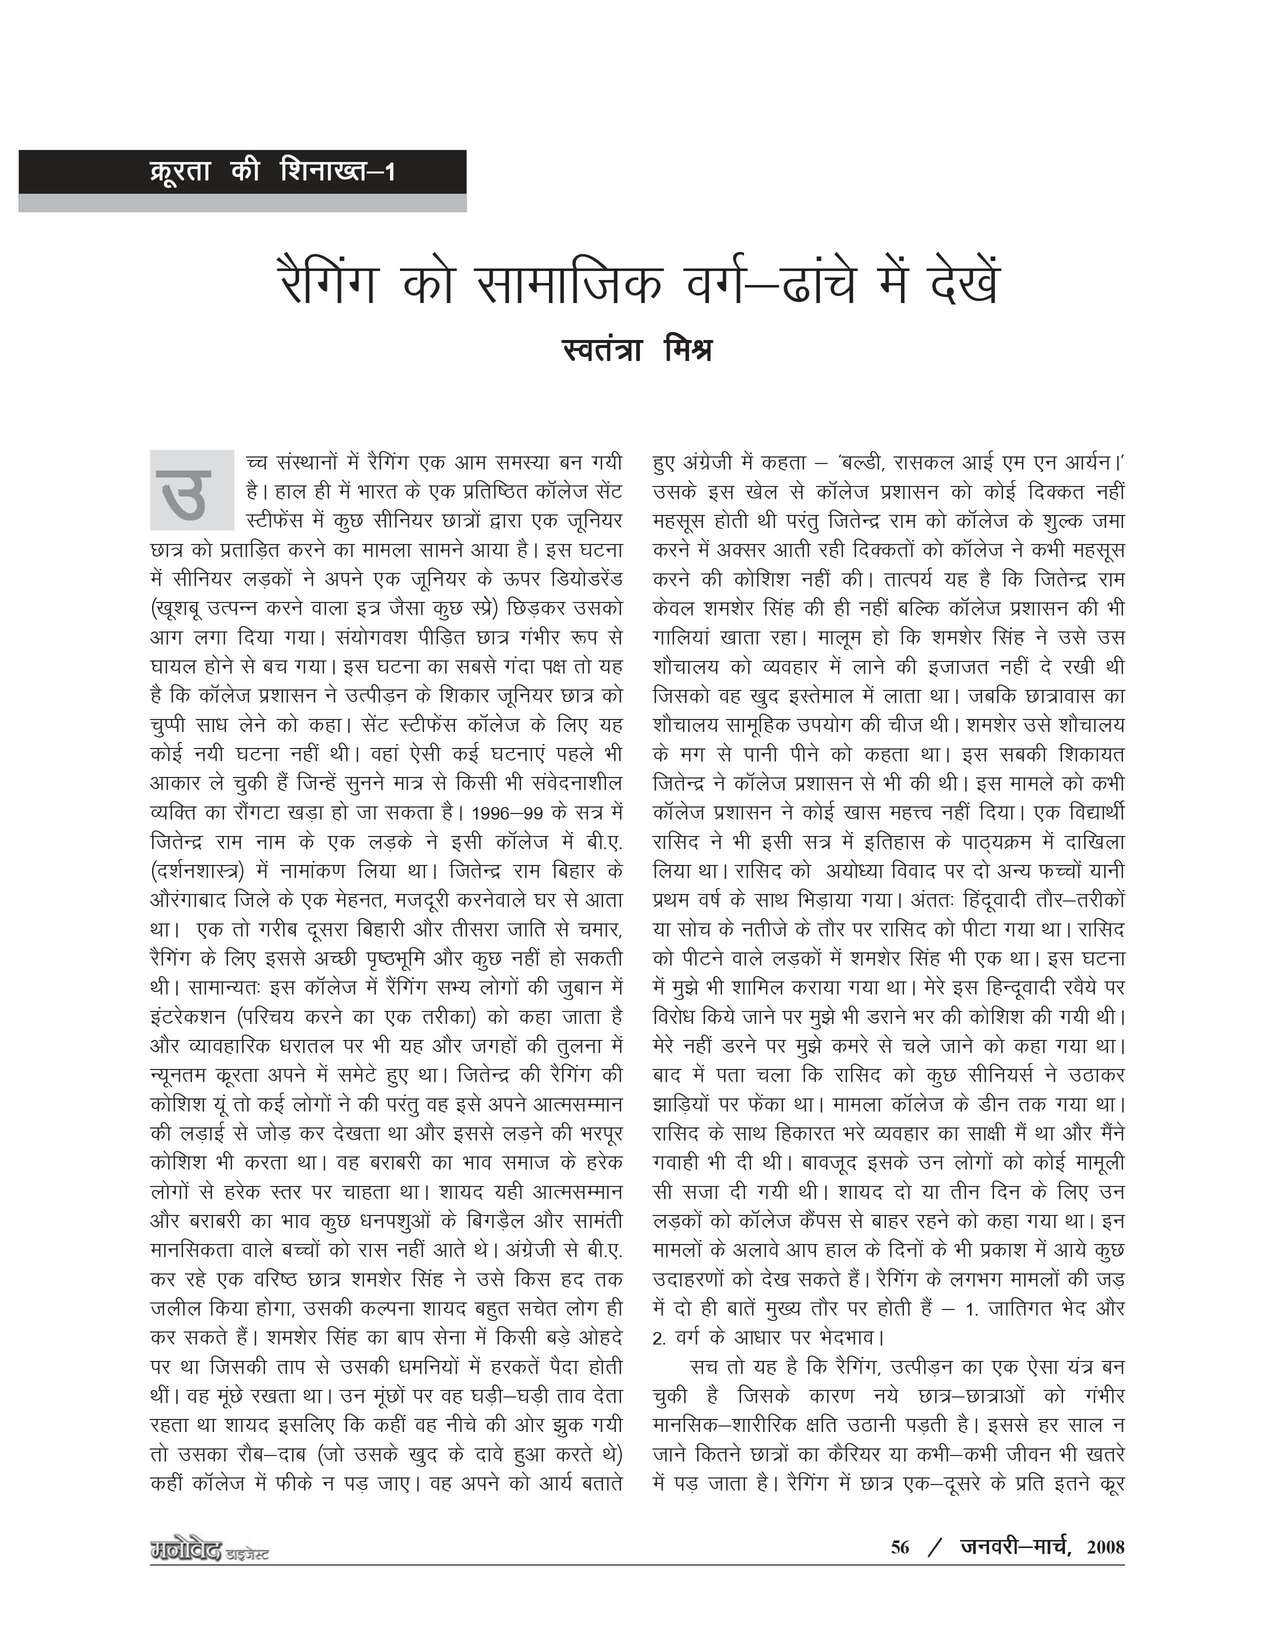 क्रूरता की शिनाख्त–1
रैगिंग को सामाजिक वर्ग–ढांचे में देखें
स्वतंत्रा मिश्र
उच्च संस्थानों में रैगिंग एक आम समस्या बन गयी
है। हाल ही में भारत के एक प्रतिष्ठित कॉलेज सेंट
स्टीफेंस में कुछ सीनियर छात्रों द्वारा एक जूनियर
छात्र को प्रताड़ित करने का मामला सामने आया है। इस घटना
में सीनियर लड़कों ने अपने एक जूनियर के ऊपर डियोडरेंड
(खूशबू उत्पन्न करने वाला इत्र जैसा कुछ स्प्रे) छिड़कर उसको
आग लगा दिया गया। संयोगवश पीड़ित छात्र गंभीर रूप से
घायल होने से बच गया। इस घटना का सबसे गंदा पक्ष तो यह
है कि कॉलेज प्रशासन ने उत्पीड़न के शिकार जूनियर छात्र को
चुप्पी साध लेने को कहा। सेंट स्टीफेंस कॉलेज के लिए यह
कोई नयी घटना नहीं थी। वहां ऐसी कई घटनाएं पहले भी
आकार ले चुकी हैं जिन्हें सुनने मात्र से किसी भी संवेदनाशील
व्यक्ति का रौंगटा खड़ा हो जा सकता है। 1996–99 के सत्र में
जितेन्द्र राम नाम के एक लड़के ने इसी कॉलेज में बी.ए.
(दर्शनशास्त्र) में नामांकण लिया था। जितेन्द्र राम बिहार के
औरंगाबाद जिले के एक मेहनत, मजदूरी करनेवाले घर से आता
था। एक तो गरीब दूसरा बिहारी और तीसरा जाति से चमार,
रैगिंग के लिए इससे अच्छी पृष्ठभूमि और कुछ नहीं हो सकती
थी। सामान्यतः इस कॉलेज में रैंगिंग सभ्य लोगों की जुबान में
इंटरेकशन (परिचय करने का एक तरीका) को कहा जाता है
और व्यावहारिक धरातल पर भी यह और जगहों की तुलना में
न्यूनतम क्रूरता अपने में समेटे हुए था। जितेन्द्र की रैगिंग की
कोशिश यूं तो कई लोगों ने की परंतु वह इसे अपने आत्मसम्मान
की लड़ाई से जोड़ कर देखता था और इससे लड़ने की भरपूर
कोशिश भी करता था। वह बराबरी का भाव समाज के हरेक
लोगों से हरेक स्तर पर चाहता था। शायद यही आत्मसम्मान
और बराबरी का भाव कुछ धनपशुओं के बिगड़ैल और सामंती
मानसिकता वाले बच्चों को रास नहीं आते थे। अंग्रेजी से बी.ए.
कर रहे एक वरिष्ठ छात्र शमशेर सिंह ने उसे किस हद तक
जलील किया होगा, उसकी कल्पना शायद बहुत सचेत लोग ही
कर सकते हैं। शमशेर सिंह का बाप सेना में किसी बड़े ओहदे
पर था जिसकी ताप से उसकी धमनियों में हरकतें पैदा होती
थीं। वह मूंछे रखता था। उन मूंछों पर वह घड़ी–घड़ी ताव देता
रहता था शायद इसलिए कि कहीं वह नीचे की ओर झुक गयी
तो उसका रौब–दाब (जो उसके खुद के दावे हुआ करते थे)
कहीं कॉलेज में फीके न पड़ जाए। वह अपने को आर्य बताते
हुए अंग्रेजी में कहता – 'बल्डी, रासकल आई एम एन आर्यन।'
उसके इस खेल से कॉलेज प्रशासन को कोई दिक्कत नहीं
महसूस होती थी परंतु जितेन्द्र राम को कॉलेज के शुल्क जमा
करने में अक्सर आती रही दिक्कतों को कॉलेज ने कभी महसूस
करने की कोशिश नहीं की। तात्पर्य यह है कि जितेन्द्र राम
केवल शमशेर सिंह की ही नहीं बल्कि कॉलेज प्रशासन की भी
गालियां खाता रहा। मालूम हो कि शमशेर सिंह ने उसे उस
शौचालय को व्यवहार में लाने की इजाजत नहीं दे रखी थी
जिसको वह खुद इस्तेमाल में लाता था। जबकि छात्रावास का
शौचालय सामूहिक उपयोग की चीज थी। शमशेर उसे शौचालय
के मग से पानी पीने को कहता था। इस सबकी शिकायत
जितेन्द्र ने कॉलेज प्रशासन से भी की थी। इस मामले को कभी
कॉलेज प्रशासन ने कोई खास महत्त्व नहीं दिया। एक विद्यार्थी
रासिद ने भी इसी सत्र में इतिहास के पाठ्यक्रम में दाखिला
लिया था। रासिद को अयोध्या विवाद पर दो अन्य फच्चों यानी
प्रथम वर्ष के साथ भिड़ाया गया। अंततः हिंदूवादी तौर–तरीकों
या सोच के नतीजे के तौर पर रासिद को पीटा गया था। रासिद
को पीटने वाले लड़कों में शमशेर सिंह भी एक था। इस घटना
में मुझे भी शामिल कराया गया था। मेरे इस हिन्दूवादी रवैये पर
विरोध किये जाने पर मुझे भी डराने भर की कोशिश की गयी थी।
मेरे नहीं डरने पर मुझे कमरे से चले जाने को कहा गया था।
बाद में पता चला कि रासिद को कुछ सीनियर्स ने उठाकर
झाड़ियों पर फेंका था। मामला कॉलेज के डीन तक गया था।
रासिद के साथ हिकारत भरे व्यवहार का साक्षी मैं था और मैंने
गवाही भी दी थी। बावजूद इसके उन लोगों को कोई मामूली
सी सजा दी गयी थी। शायद दो या तीन दिन के लिए उन
लड़कों को कॉलेज कैंपस से बाहर रहने को कहा गया था। इन
मामलों के अलावे आप हाल के दिनों के भी प्रकाश में आये कुछ
उदाहरणों को देख सकते हैं। रैगिंग के लगभग मामलों की जड़
में दो ही बातें मुख्य तौर पर होती हैं – 1. जातिगत भेद और
2. वर्ग के आधार पर भेदभाव।
सच तो यह है कि रैगिंग, उत्पीड़न का एक ऐसा यंत्र बन
चुकी है जिसके कारण नये छात्र–छात्राओं को गंभीर
मानसिक–शारीरिक क्षति उठानी पड़ती है। इससे हर साल न
जाने कितने छात्रों का कैरियर या कभी–कभी जीवन भी खतरे
में पड़ जाता है। रैगिंग में छात्र एक–दूसरे के प्रति इतने क्रूर
मनोवेद डाइजेस्ट
56 / जनवरी–मार्च, 2008